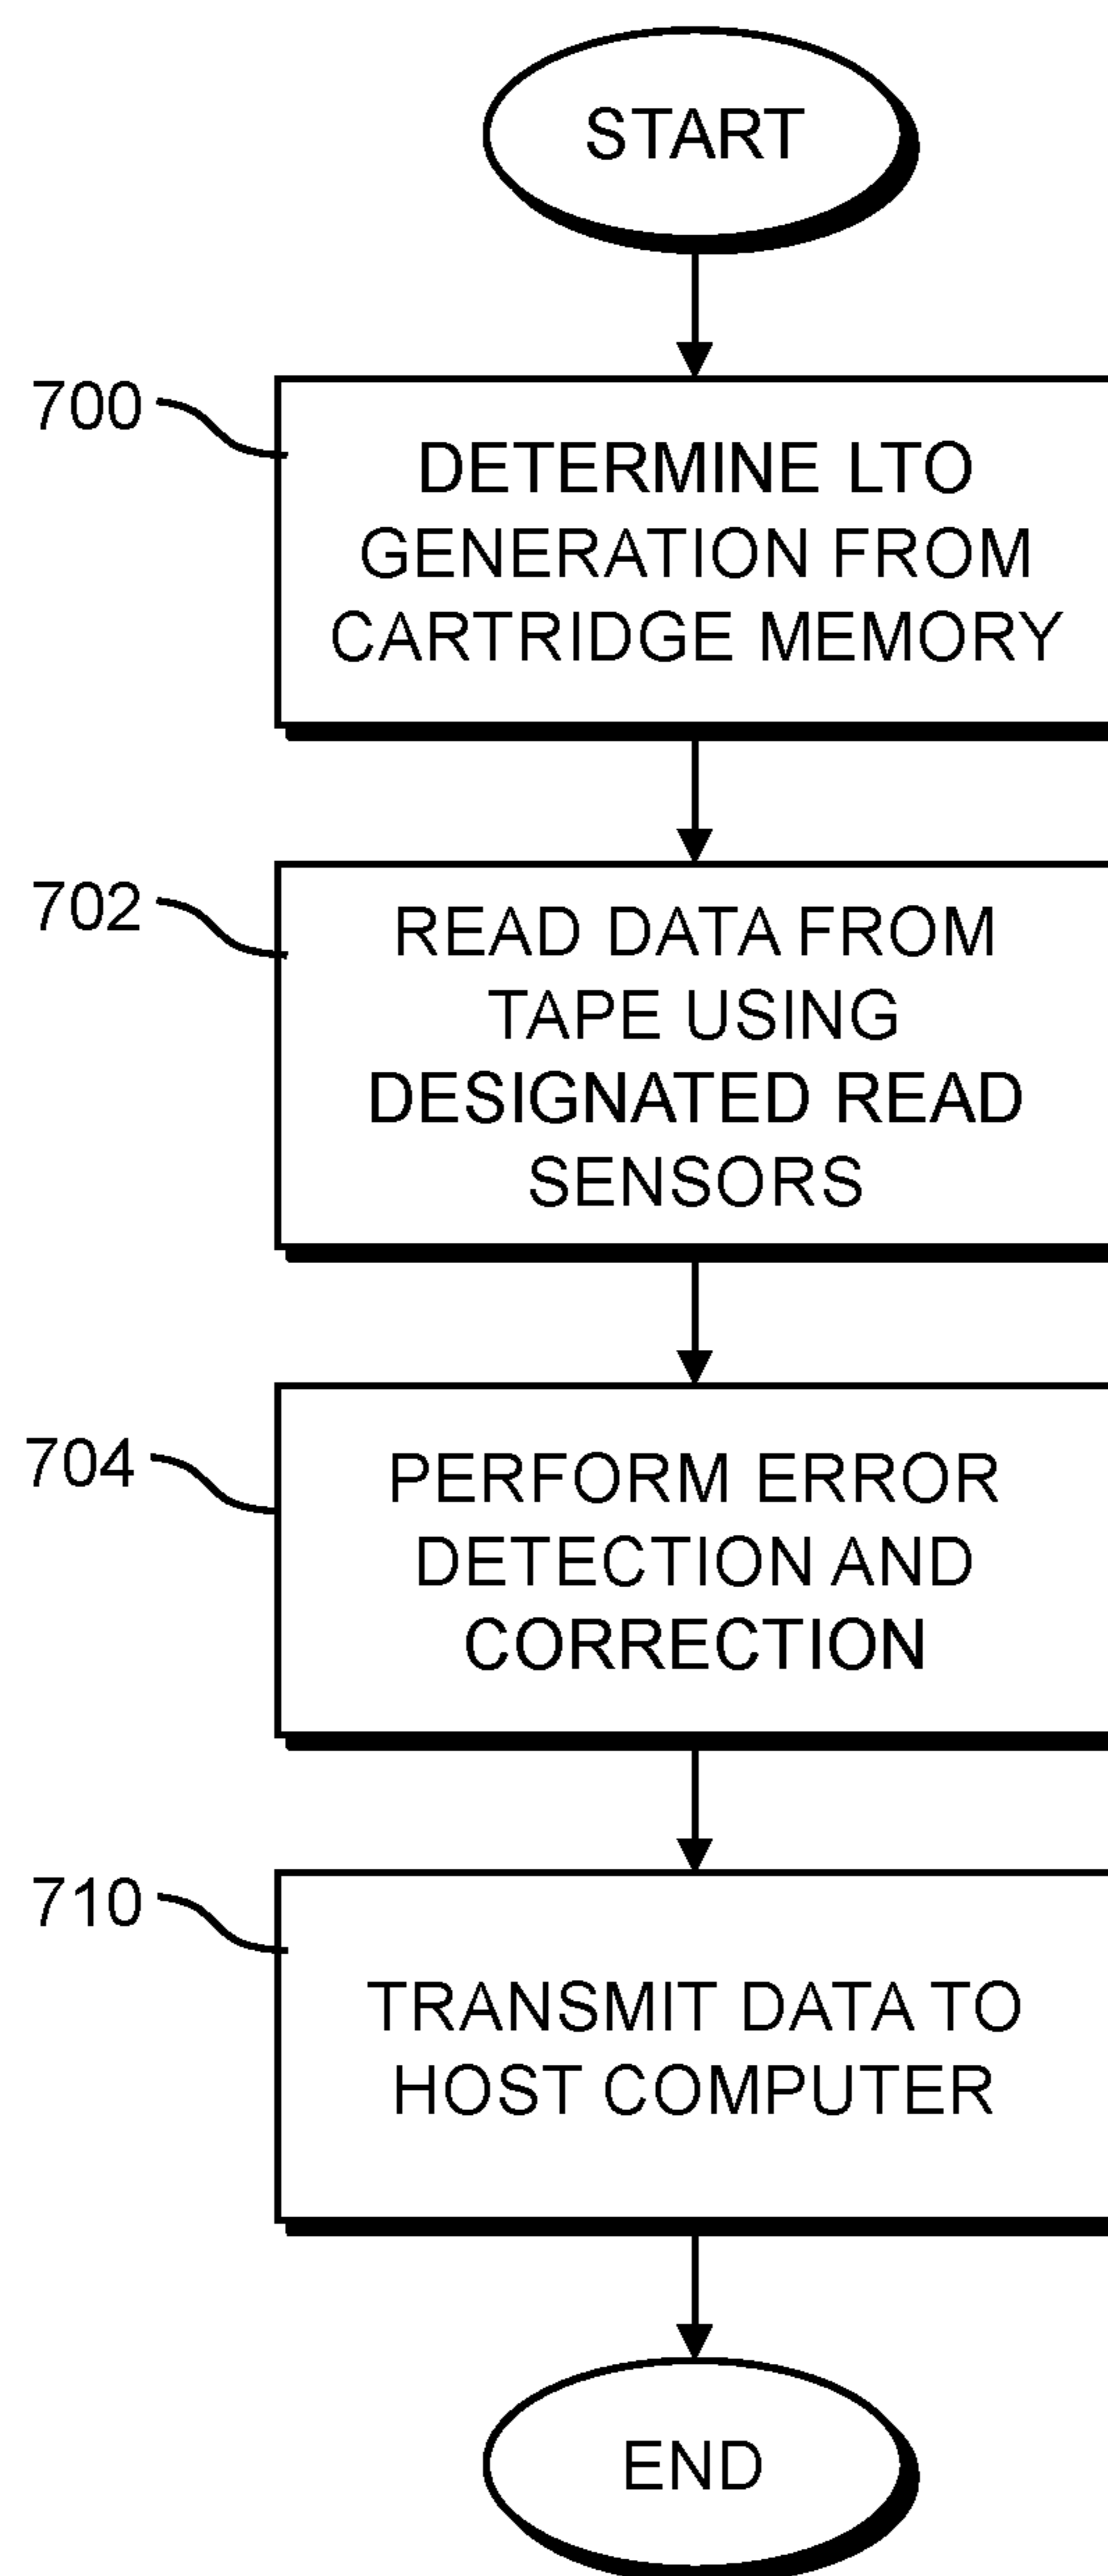 START
700
DETERMINE LTO
GENERATION FROM
CARTRIDGE MEMORY
702
READ DATA FROM
TAPE USING
DESIGNATED READ
SENSORS
704
PERFORM ERROR
DETECTION AND
CORRECTION
710
TRANSMIT DATA TO
HOST COMPUTER
END